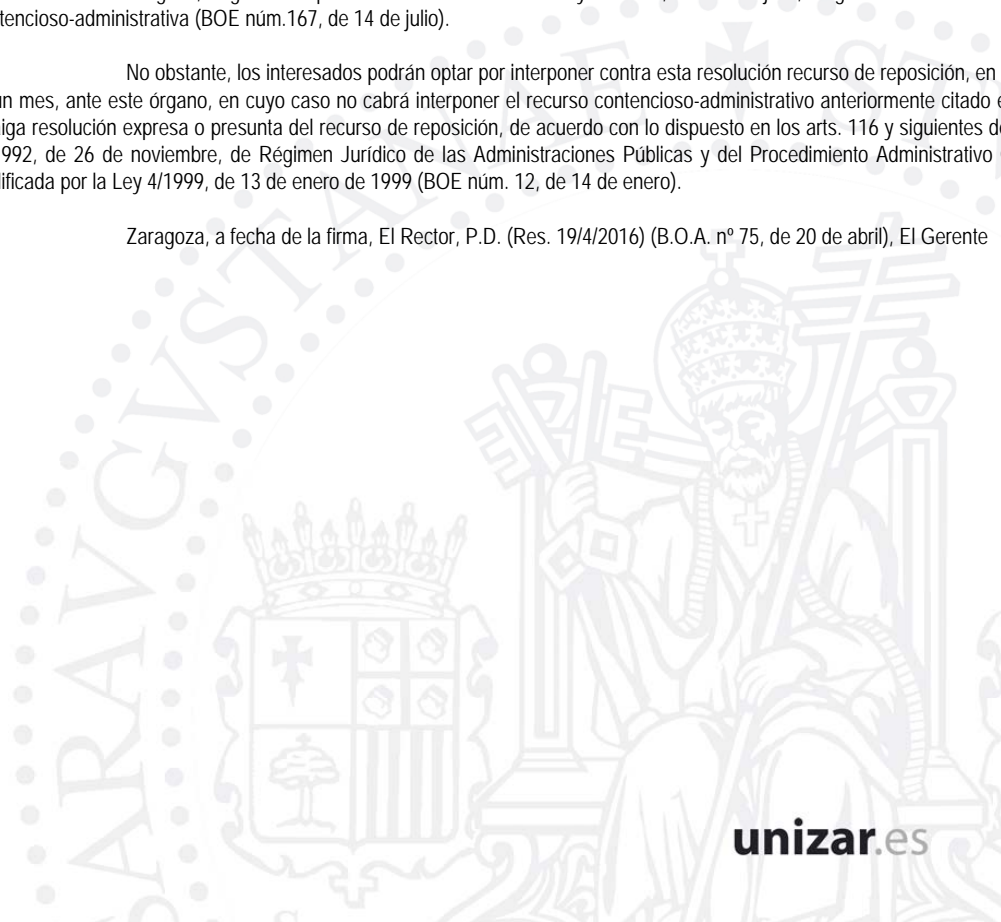 tencioso-administrativa (BOE núm.167, de 14 de julio).
No obstante, los interesados podrán optar por interponer contra esta resolución recurso de reposición, en
un mes, ante este órgano, en cuyo caso no cabrá interponer el recurso contencioso-administrativo anteriormente citado e
aiga resolución expresa o presunta del recurso de reposición, de acuerdo con lo dispuesto en los arts. 116 y siguientes de
992, de 26 de noviembre, de Régimen Jurídico de las Administraciones Públicas y del Procedimiento Administrativo
dificada por la Ley 4/1999, de 13 de enero de 1999 (BOE núm. 12, de 14 de enero).
Zaragoza, a fecha de la firma, El Rector, P.D. (Res. 19/4/2016) (B.O.A. nº 75, de 20 de abril), El Gerente
ARAVGVSTANAE
unizar.es